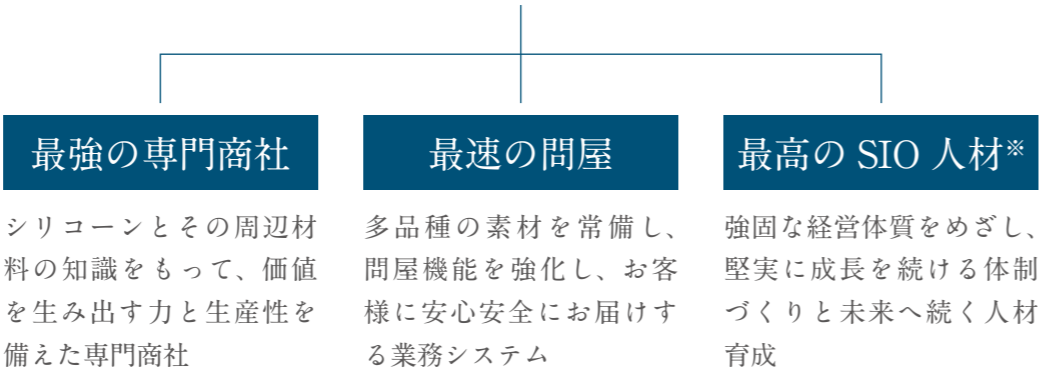 最強の専門商社
シリコーンとその周辺材
料の知識をもって、価値
を生み出す力と生産性を
備えた専門商社
最速の問屋
多品種の素材を常備し、
問屋機能を強化し、お客
様に安心安全にお届けす
る業務システム
最高の SIO 人材※
強固な経営体質をめざし、
堅実に成長を続ける体制
づくりと未来へ続く人材
育成